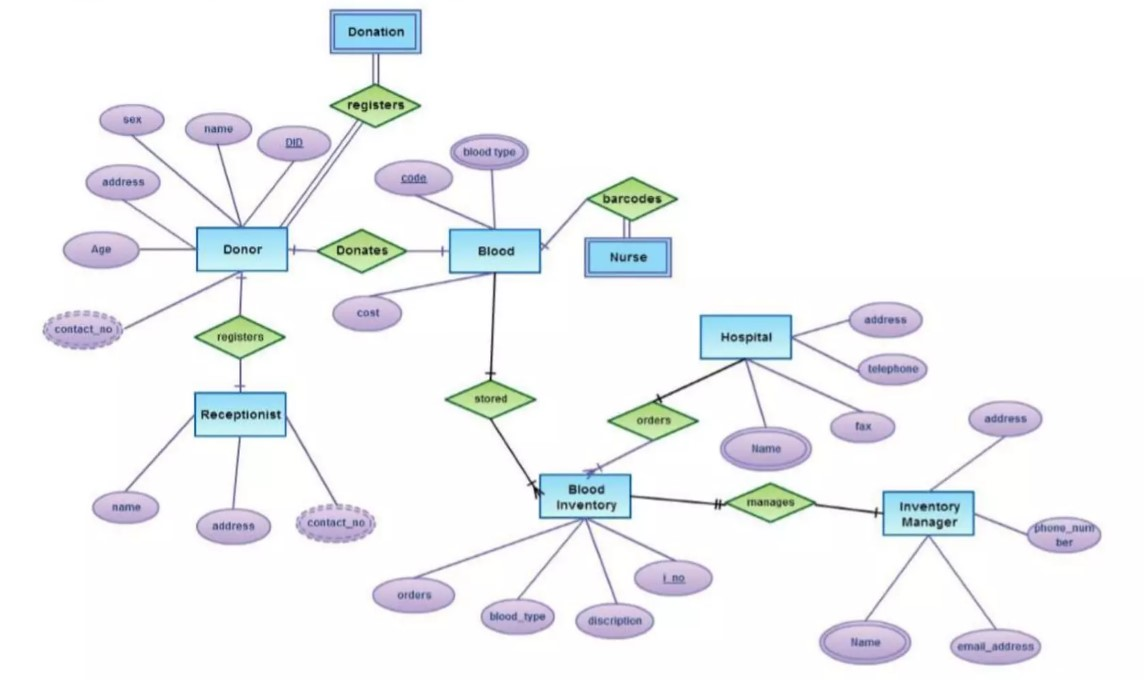 Donation
registers
sex
name
DID
blood type
code
address
barcodes
Age
Donor
Donates
Blood
Nurse
cost
contact_no
registers
Hospital
address
telephone
stored
Receptionist
orders
fax
Name
address
Blood
Inventory
manages
Inventory
Manager
name
address
contact_no
phone_num
ber
i_no
orders
blood_type
discription
Name
email_address